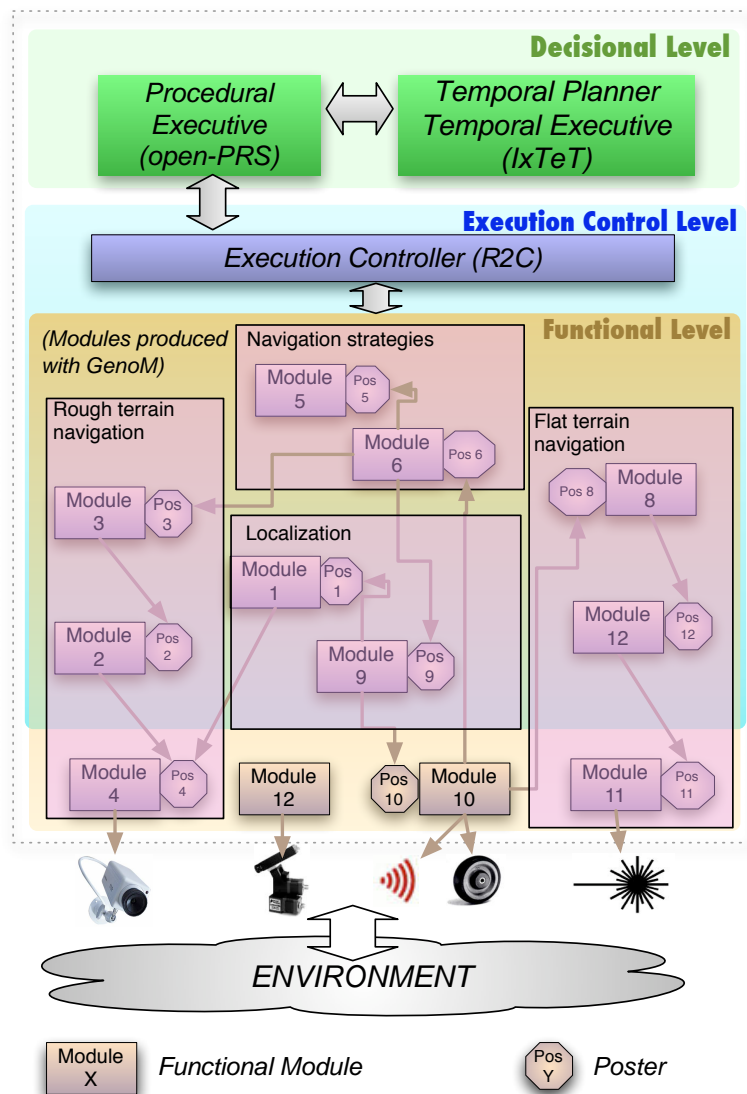 Decisional Level
Procedural
Executive
(open-PRS)
Temporal Planner
Temporal Executive
(IxTeT)
Execution Control Level
Execution Controller (R2C)
Functional Level
(Modules produced
with GenoM)
Navigation strategies
Module
5
Pos
5
Module
6
Pos 6
Rough terrain
navigation
Module
3
Pos
3
Module
2
Pos
2
Module
4
Pos
4
Localization
Module
1
Pos
1
Module
9
Pos
9
Flat terrain
navigation
Pos 8
Module
8
Module
12
Pos
12
Module
11
Pos
11
Module
12
Pos
10
Module
10
ENVIRONMENT
Module
X
Functional Module
Pos
Y
Poster